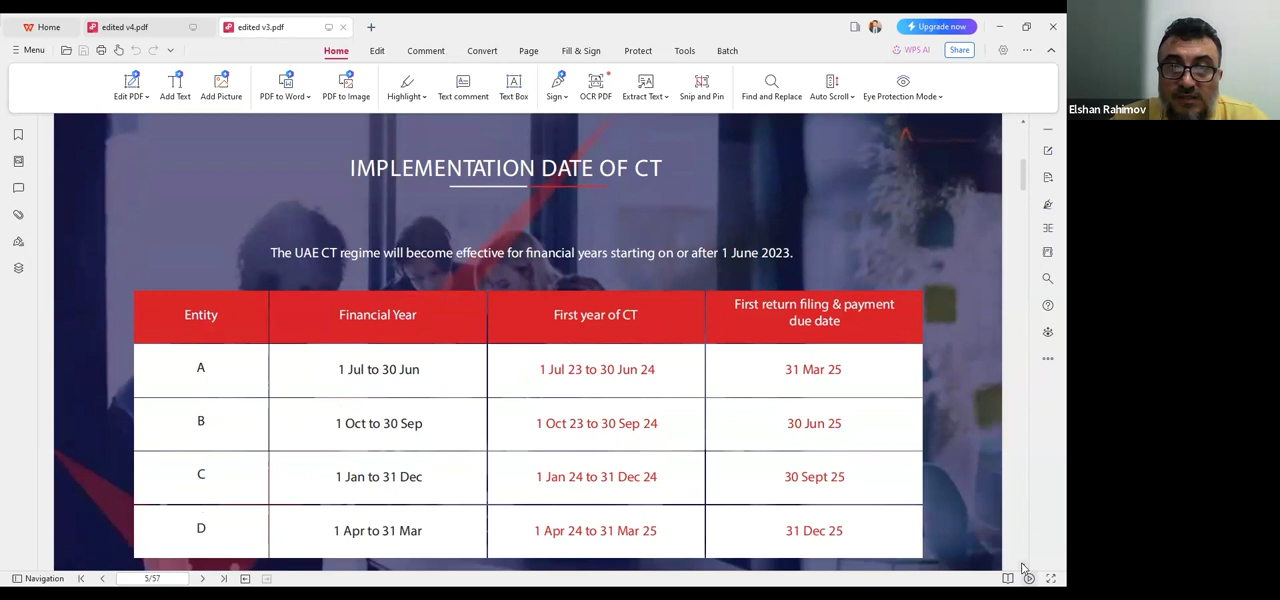 Home
edited v4.pdf
edited v3.pdf
Upgrade now
Menu
Home
Edit
Comment
Convert
Page
Fill & Sign
Protect
Tools
Batch
WPS AI
Share
Edit PDF
Add Text
Add Picture
PDF to Word
PDF to Image
Highlight
Text comment
Text Box
Sign
OCR PDF
Extract Text
Snip and Pin
Find and Replace
Auto Scroll
Eye Protection Mode
Elshan Rahimov
IMPLEMENTATION DATE OF CT
The UAE CT regime will become effective for financial years starting on or after 1 June 2023.
Entity
Financial Year
First year of CT
First return filing & payment
due date
A
1 Jul to 30 Jun
1 Jul 23 to 30 Jun 24
31 Mar 25
B
1 Oct to 30 Sep
1 Oct 23 to 30 Sep 24
30 Jun 25
C
1 Jan to 31 Dec
1 Jan 24 to 31 Dec 24
30 Sept 25
D
1 Apr to 31 Mar
1 Apr 24 to 31 Mar 25
31 Dec 25
Navigation
5/57